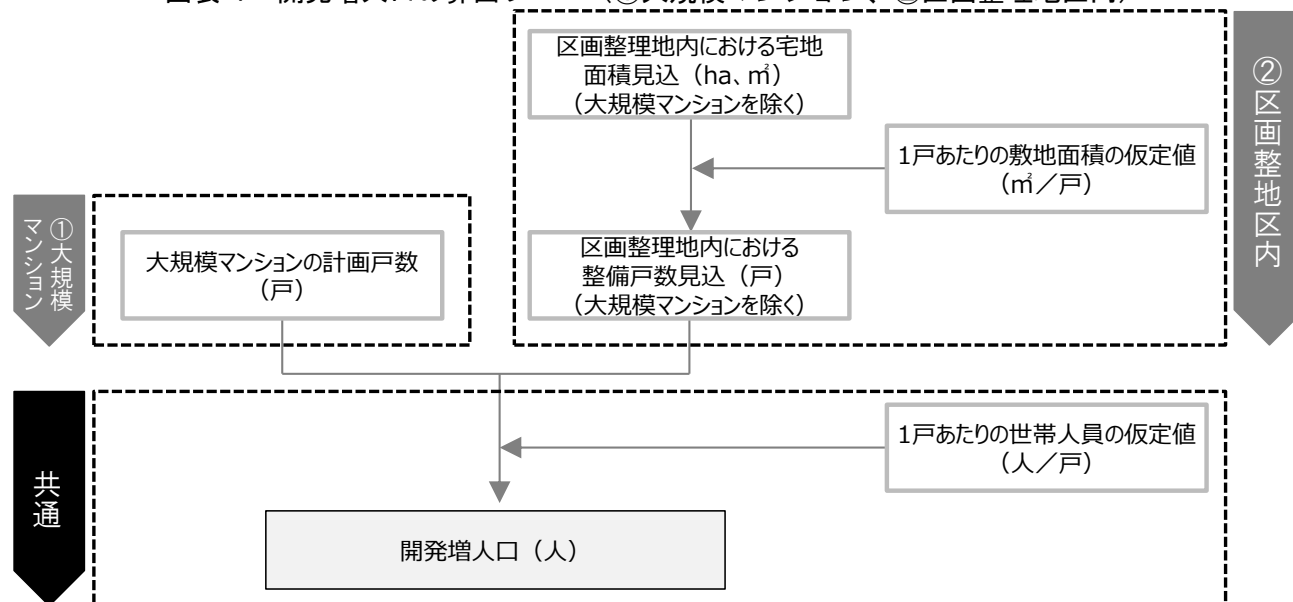 区画整理地内における宅地
面積見込（ha、㎡）
（大規模マンションを除く）
②区画整地区内
1戸あたりの敷地面積の仮定値
（㎡／戸）
①大規模
マンション
大規模マンションの計画戸数
（戸）
区画整理地内における
整備戸数見込（戸）
（大規模マンションを除く）
共通
1戸あたりの世帯人員の仮定値
（人／戸）
開発増人口（人）